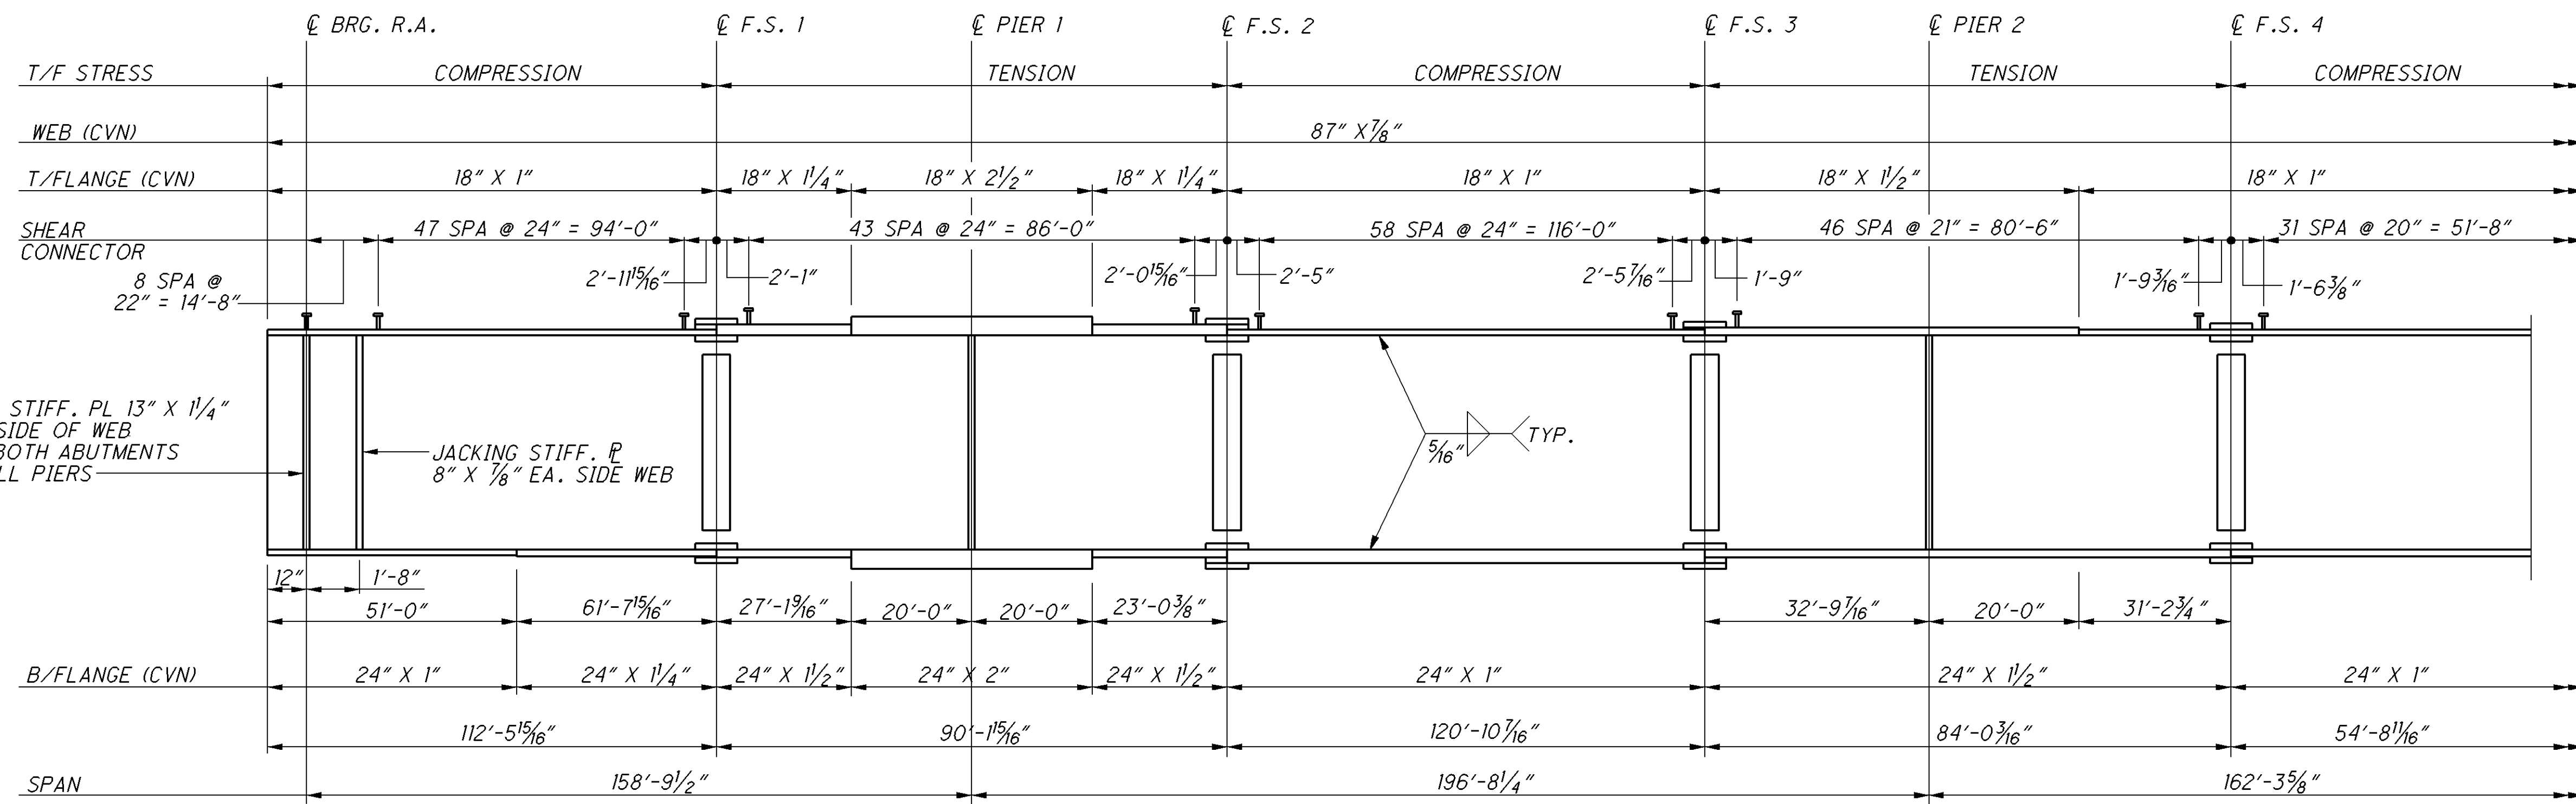 ℄ BRG. R.A.
℄ F.S. 1
℄ PIER 1
℄ F.S. 2
℄ F.S. 3
℄ PIER 2
℄ F.S. 4
T/F STRESS
COMPRESSION
TENSION
COMPRESSION
TENSION
COMPRESSION
WEB (CVN)
87" X 7/8"
T/FLANGE (CVN)
18" X 1"
18" X 1 1/4"
18" X 2 1/2"
18" X 1 1/4"
18" X 1"
18" X 1 1/2"
18" X 1"
SHEAR
CONNECTOR
47 SPA @ 24" = 94'-0"
43 SPA @ 24" = 86'-0"
58 SPA @ 24" = 116'-0"
46 SPA @ 21" = 80'-6"
31 SPA @ 20" = 51'-8"
8 SPA @
22" = 14'-8"
2'-11 15/16"
2'-1"
2'-0 15/16"
2'-5"
2'-5 7/16"
1'-9"
1'-9 3/16"
1'-6 3/8"
STIFF. PL 13" X 1 1/4"
SIDE OF WEB
BOTH ABUTMENTS
LL PIERS
JACKING STIFF. ℙL
8" X 7/8" EA. SIDE WEB
5/16"
TYP.
12"
1'-8"
51'-0"
61'-7 15/16"
27'-1 9/16"
20'-0"
20'-0"
23'-0 3/8"
32'-9 7/16"
20'-0"
31'-2 3/4"
B/FLANGE (CVN)
24" X 1"
24" X 1 1/4"
24" X 1 1/2"
24" X 2"
24" X 1 1/2"
24" X 1"
24" X 1 1/2"
24" X 1"
112'-5 15/16"
90'-1 15/16"
120'-10 7/16"
84'-0 3/16"
54'-8 11/16"
SPAN
158'-9 1/2"
196'-8 1/4"
162'-3 5/8"